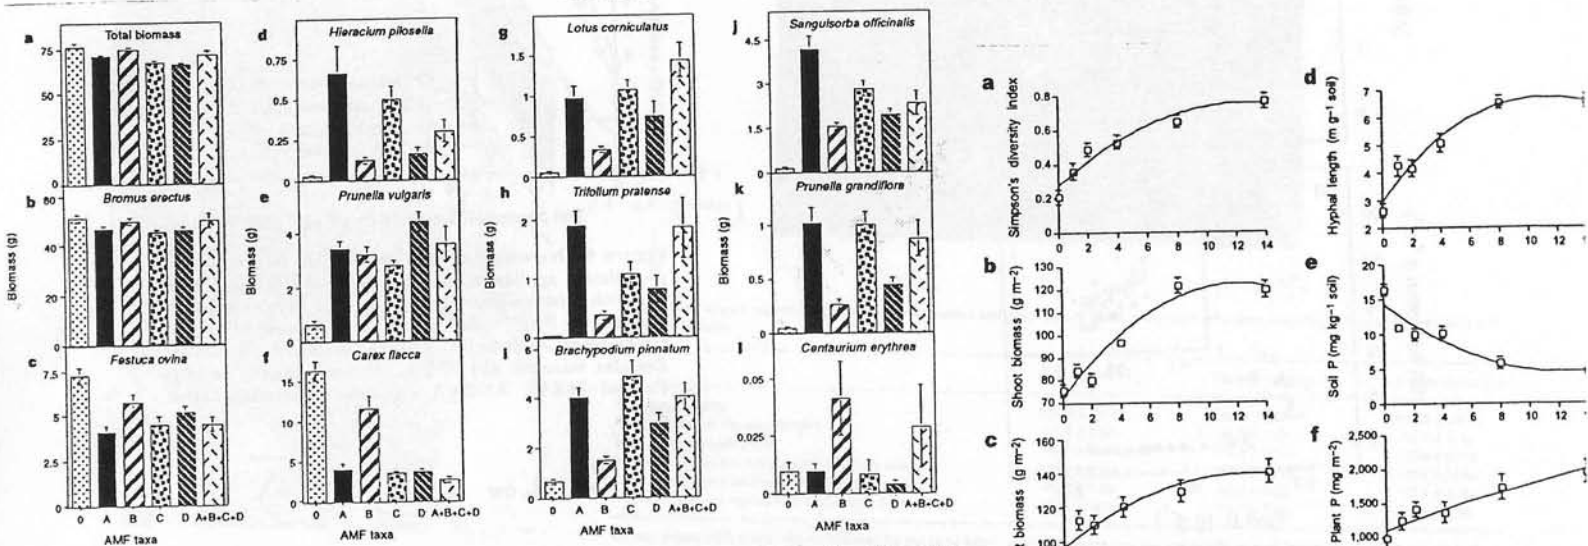 a
Total biomass
75
50
25
0
b
Bromus erectus
60
40
20
0
Biomass (g)
c
Festuca ovina
7.5
5
2.5
0
0 A B C D A+B+C+D
AMF taxa
d
Hieracium pilosella
0.75
0.5
0.25
0
e
Prunella vulgaris
4
2
0
Biomass (g)
f
Carex flacca
15
10
5
0
0 A B C D A+B+C+D
AMF taxa
g
Lotus corniculatus
1.5
1
0.5
0
h
Trifolium pratense
2
1
0
Biomass (g)
i
Brachypodium pinnatum
6
4
2
0
0 A B C D A+B+C+D
AMF taxa
j
Sanguisorba officinalis
4.5
3
1.5
0
k
Prunella grandiflora
1
0.5
0
Biomass (g)
l
Centaurium erythrea
0.05
0.025
0
0 A B C D A+B+C+D
AMF taxa
a
Simpson's diversity index
0.8
0.6
0.4
0.2
0
0 2 4 6 8 10 12 14
b
Shoot biomass (g m⁻²)
130
120
110
100
90
80
70
0 2 4 6 8 10 12 14
c
t biomass (g m⁻²)
160
140
120
100
d
Hyphal length (m g⁻¹ soil)
7
6
5
4
3
2
0 2 4 6 8 10 12
e
Soil P (mg kg⁻¹ soil)
20
15
10
5
0
0 2 4 6 8 10 12
f
Plant P (mg m⁻²)
2,500
2,000
1,500
1,000